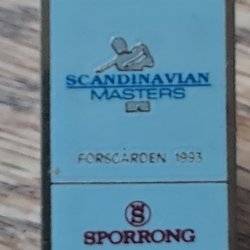 SCANDINAVIAN
MASTERS
FORSGÅRDEN 1993
SPORRONG